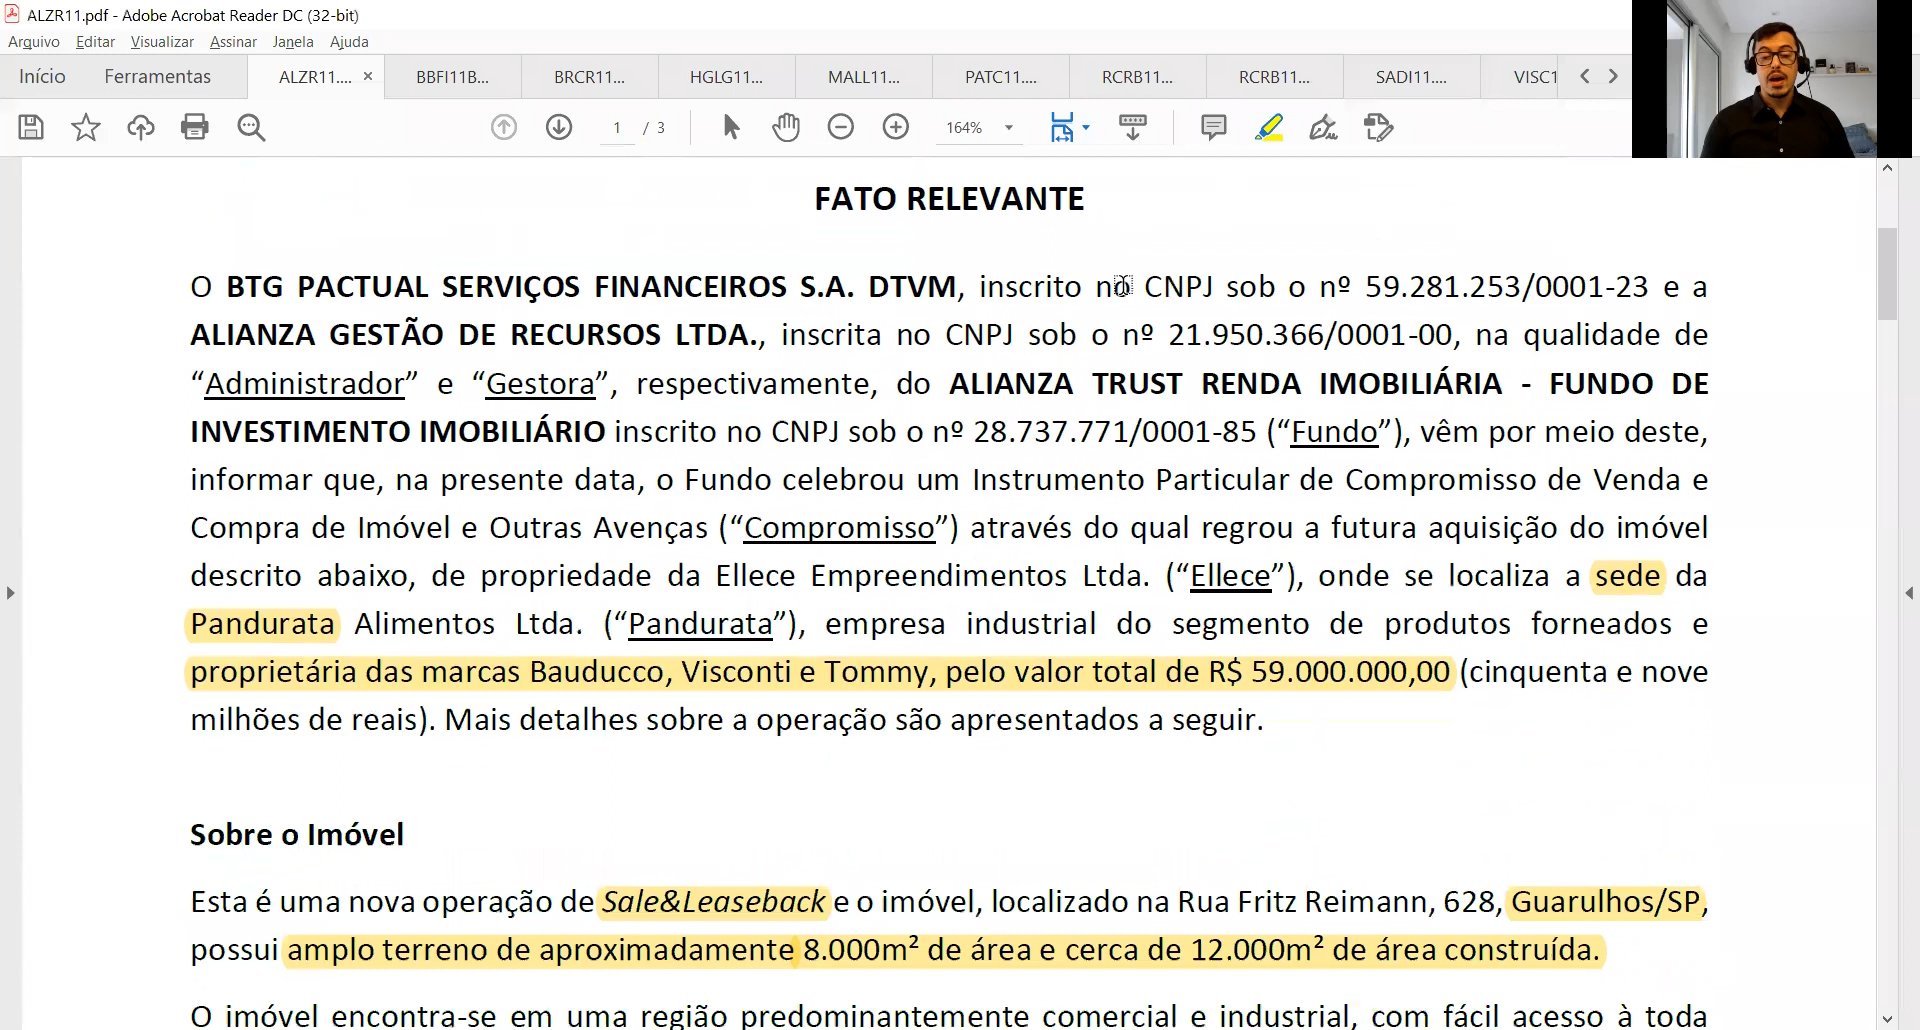 ALZR11.pdf - Adobe Acrobat Reader DC (32-bit)
Arquivo Editar Visualizar Assinar Janela Ajuda
Início Ferramentas ALZR11.... × BBFI11B... BRCR11... HGLG11... MALL11... PATC11.... RCRB11... RCRB11... SADI11.... VISC1
1 / 3 164%
FATO RELEVANTE
O BTG PACTUAL SERVIÇOS FINANCEIROS S.A. DTVM, inscrito no CNPJ sob o nº 59.281.253/0001-23 e a
ALIANZA GESTÃO DE RECURSOS LTDA., inscrita no CNPJ sob o nº 21.950.366/0001-00, na qualidade de
“Administrador” e “Gestora”, respectivamente, do ALIANZA TRUST RENDA IMOBILIÁRIA - FUNDO DE
INVESTIMENTO IMOBILIÁRIO inscrito no CNPJ sob o nº 28.737.771/0001-85 (“Fundo”), vêm por meio deste,
informar que, na presente data, o Fundo celebrou um Instrumento Particular de Compromisso de Venda e
Compra de Imóvel e Outras Avenças (“Compromisso”) através do qual regrou a futura aquisição do imóvel
descrito abaixo, de propriedade da Ellece Empreendimentos Ltda. (“Ellece”), onde se localiza a sede da
Pandurata Alimentos Ltda. (“Pandurata”), empresa industrial do segmento de produtos forneados e
proprietária das marcas Bauducco, Visconti e Tommy, pelo valor total de R$ 59.000.000,00 (cinquenta e nove
milhões de reais). Mais detalhes sobre a operação são apresentados a seguir.
Sobre o Imóvel
Esta é uma nova operação de Sale&Leaseback e o imóvel, localizado na Rua Fritz Reimann, 628, Guarulhos/SP,
possui amplo terreno de aproximadamente 8.000m² de área e cerca de 12.000m² de área construída.
O imóvel encontra-se em uma região predominantemente comercial e industrial, com fácil acesso à toda